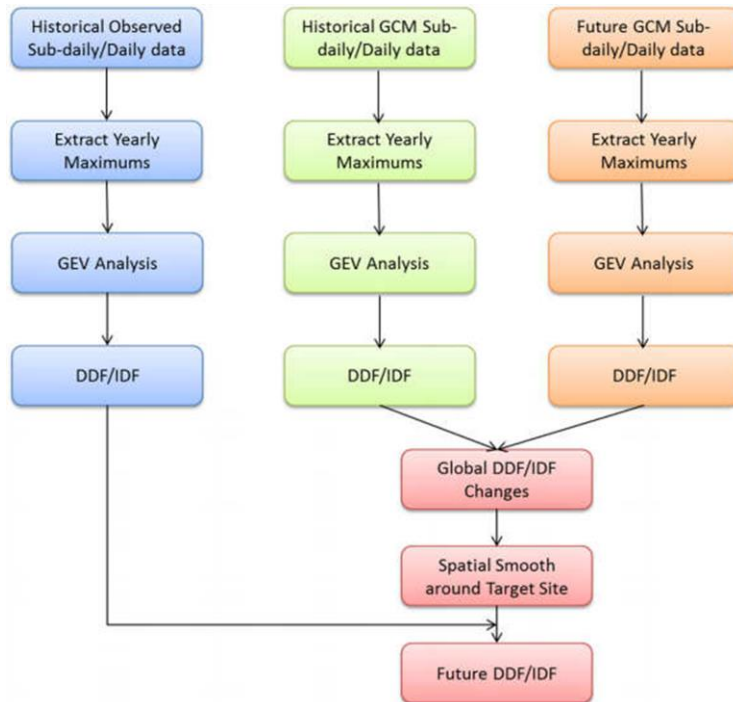 Historical Observed
Sub-daily/Daily data
Historical GCM Sub-
daily/Daily data
Future GCM Sub-
daily/Daily data
Extract Yearly
Maximums
Extract Yearly
Maximums
Extract Yearly
Maximums
GEV Analysis
GEV Analysis
GEV Analysis
DDF/IDF
DDF/IDF
DDF/IDF
Global DDF/IDF
Changes
Spatial Smooth
around Target Site
Future DDF/IDF